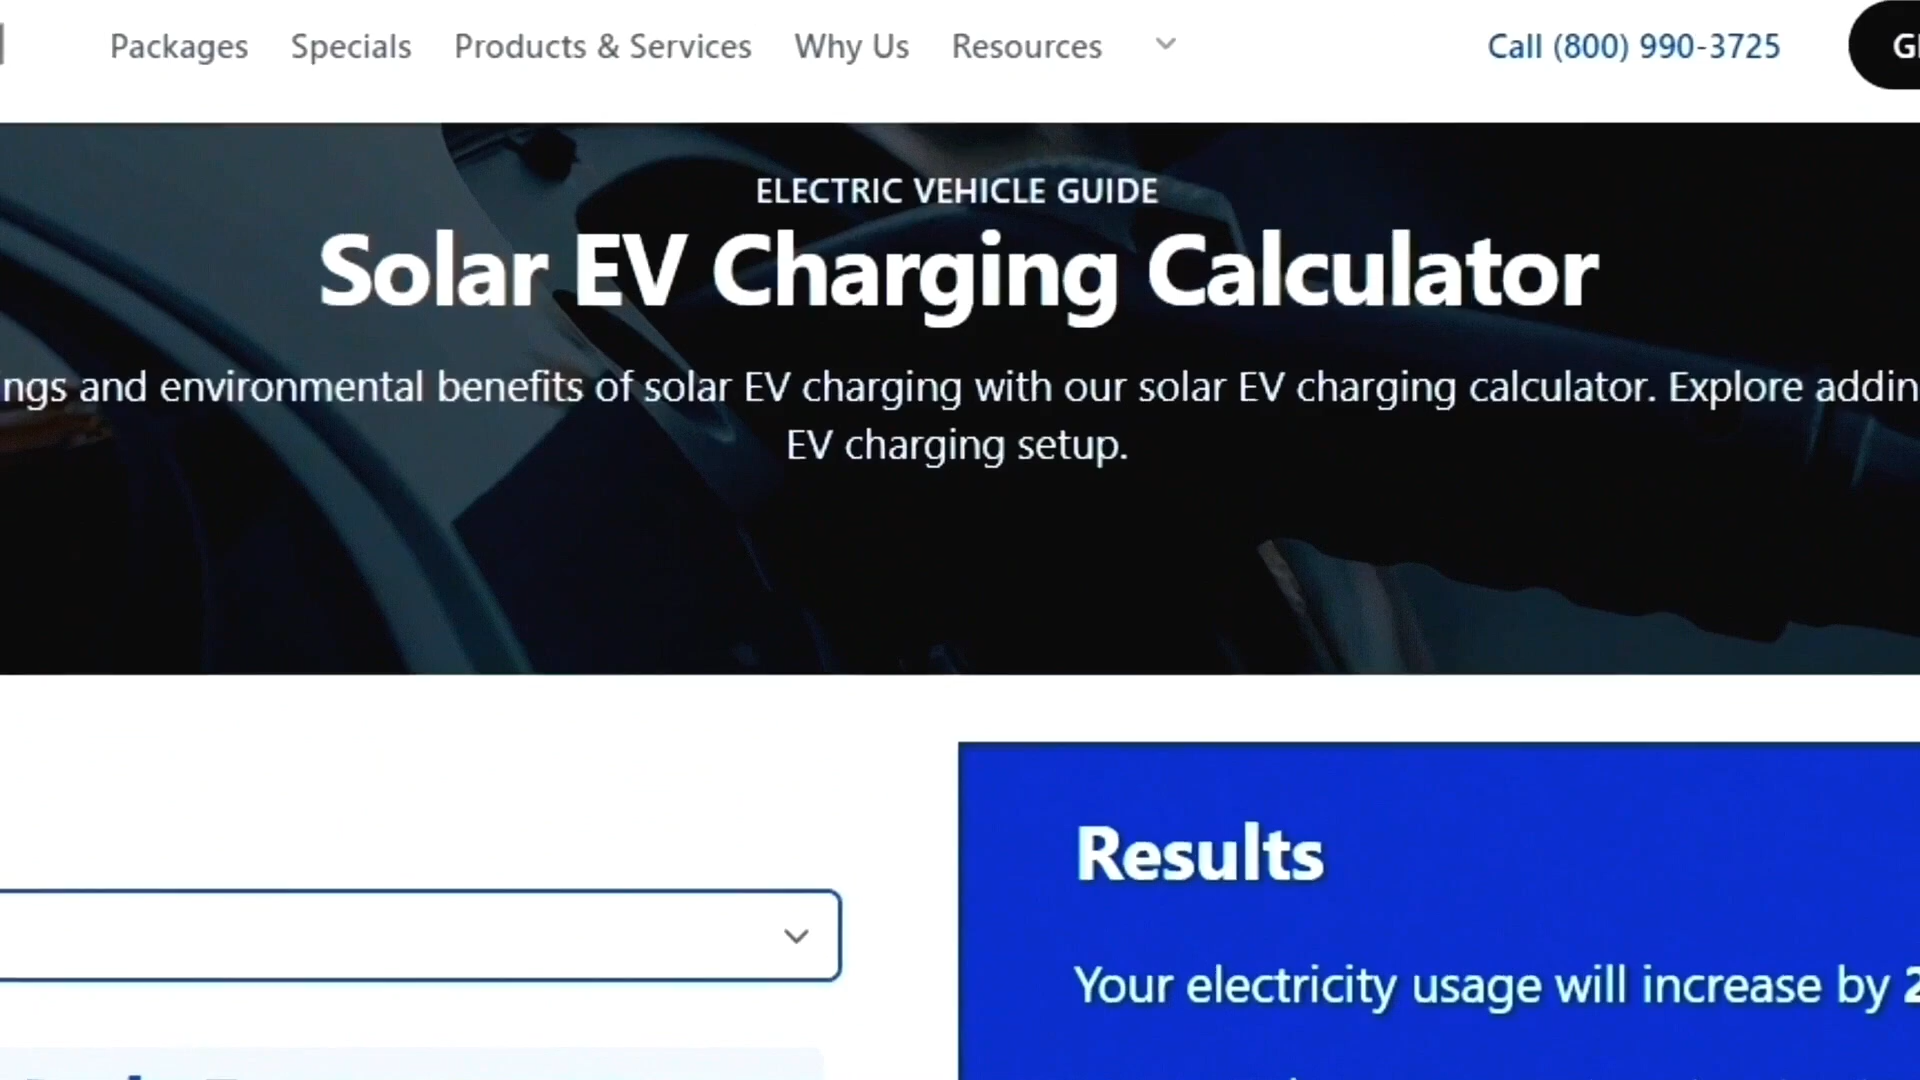 Packages Specials Products & Services Why Us Resources Call (800) 990-3725
ELECTRIC VEHICLE GUIDE
Solar EV Charging Calculator
and environmental benefits of solar EV charging with our solar EV charging calculator. Explore
EV charging setup.
Results
Your electricity usage will increase by